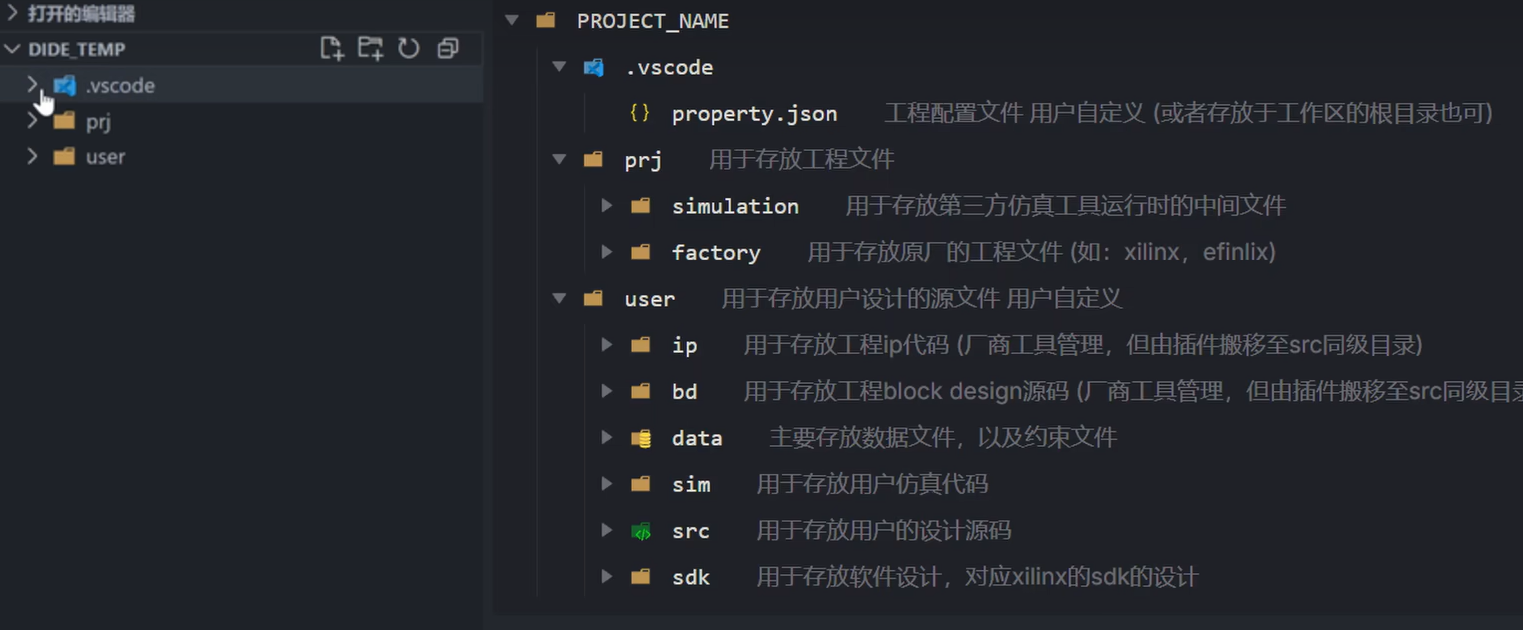 打开的编辑器
DIDE_TEMP
.vscode
prj
user
PROJECT_NAME
.vscode
{} property.json 工程配置文件 用户自定义 (或者存放于工作区的根目录也可)
prj 用于存放工程文件
simulation 用于存放第三方仿真工具运行时的中间文件
factory 用于存放原厂的工程文件 (如：xilinx，efinlix)
user 用于存放用户设计的源文件 用户自定义
ip 用于存放工程ip代码 (厂商工具管理，但由插件搬移至src同级目录)
bd 用于存放工程block design源码 (厂商工具管理，但由插件搬移至src同级目录
data 主要存放数据文件，以及约束文件
sim 用于存放用户仿真代码
src 用于存放用户的设计源码
sdk 用于存放软件设计，对应xilinx的sdk的设计